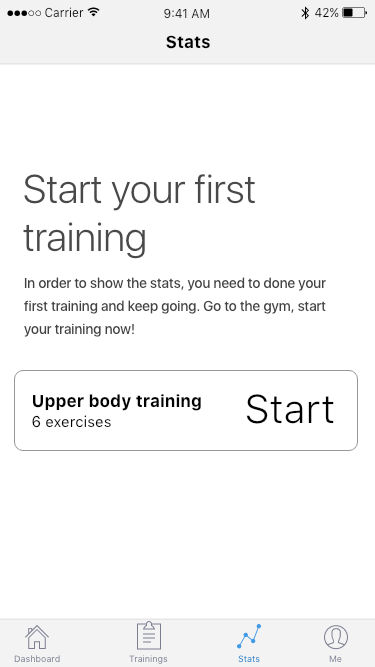 Carrier 9:41 AM 42%
Stats
Start your first
training
In order to show the stats, you need to done your
first training and keep going. Go to the gym, start
your training now!
Upper body training
6 exercises
Start
Dashboard Trainings Stats Me